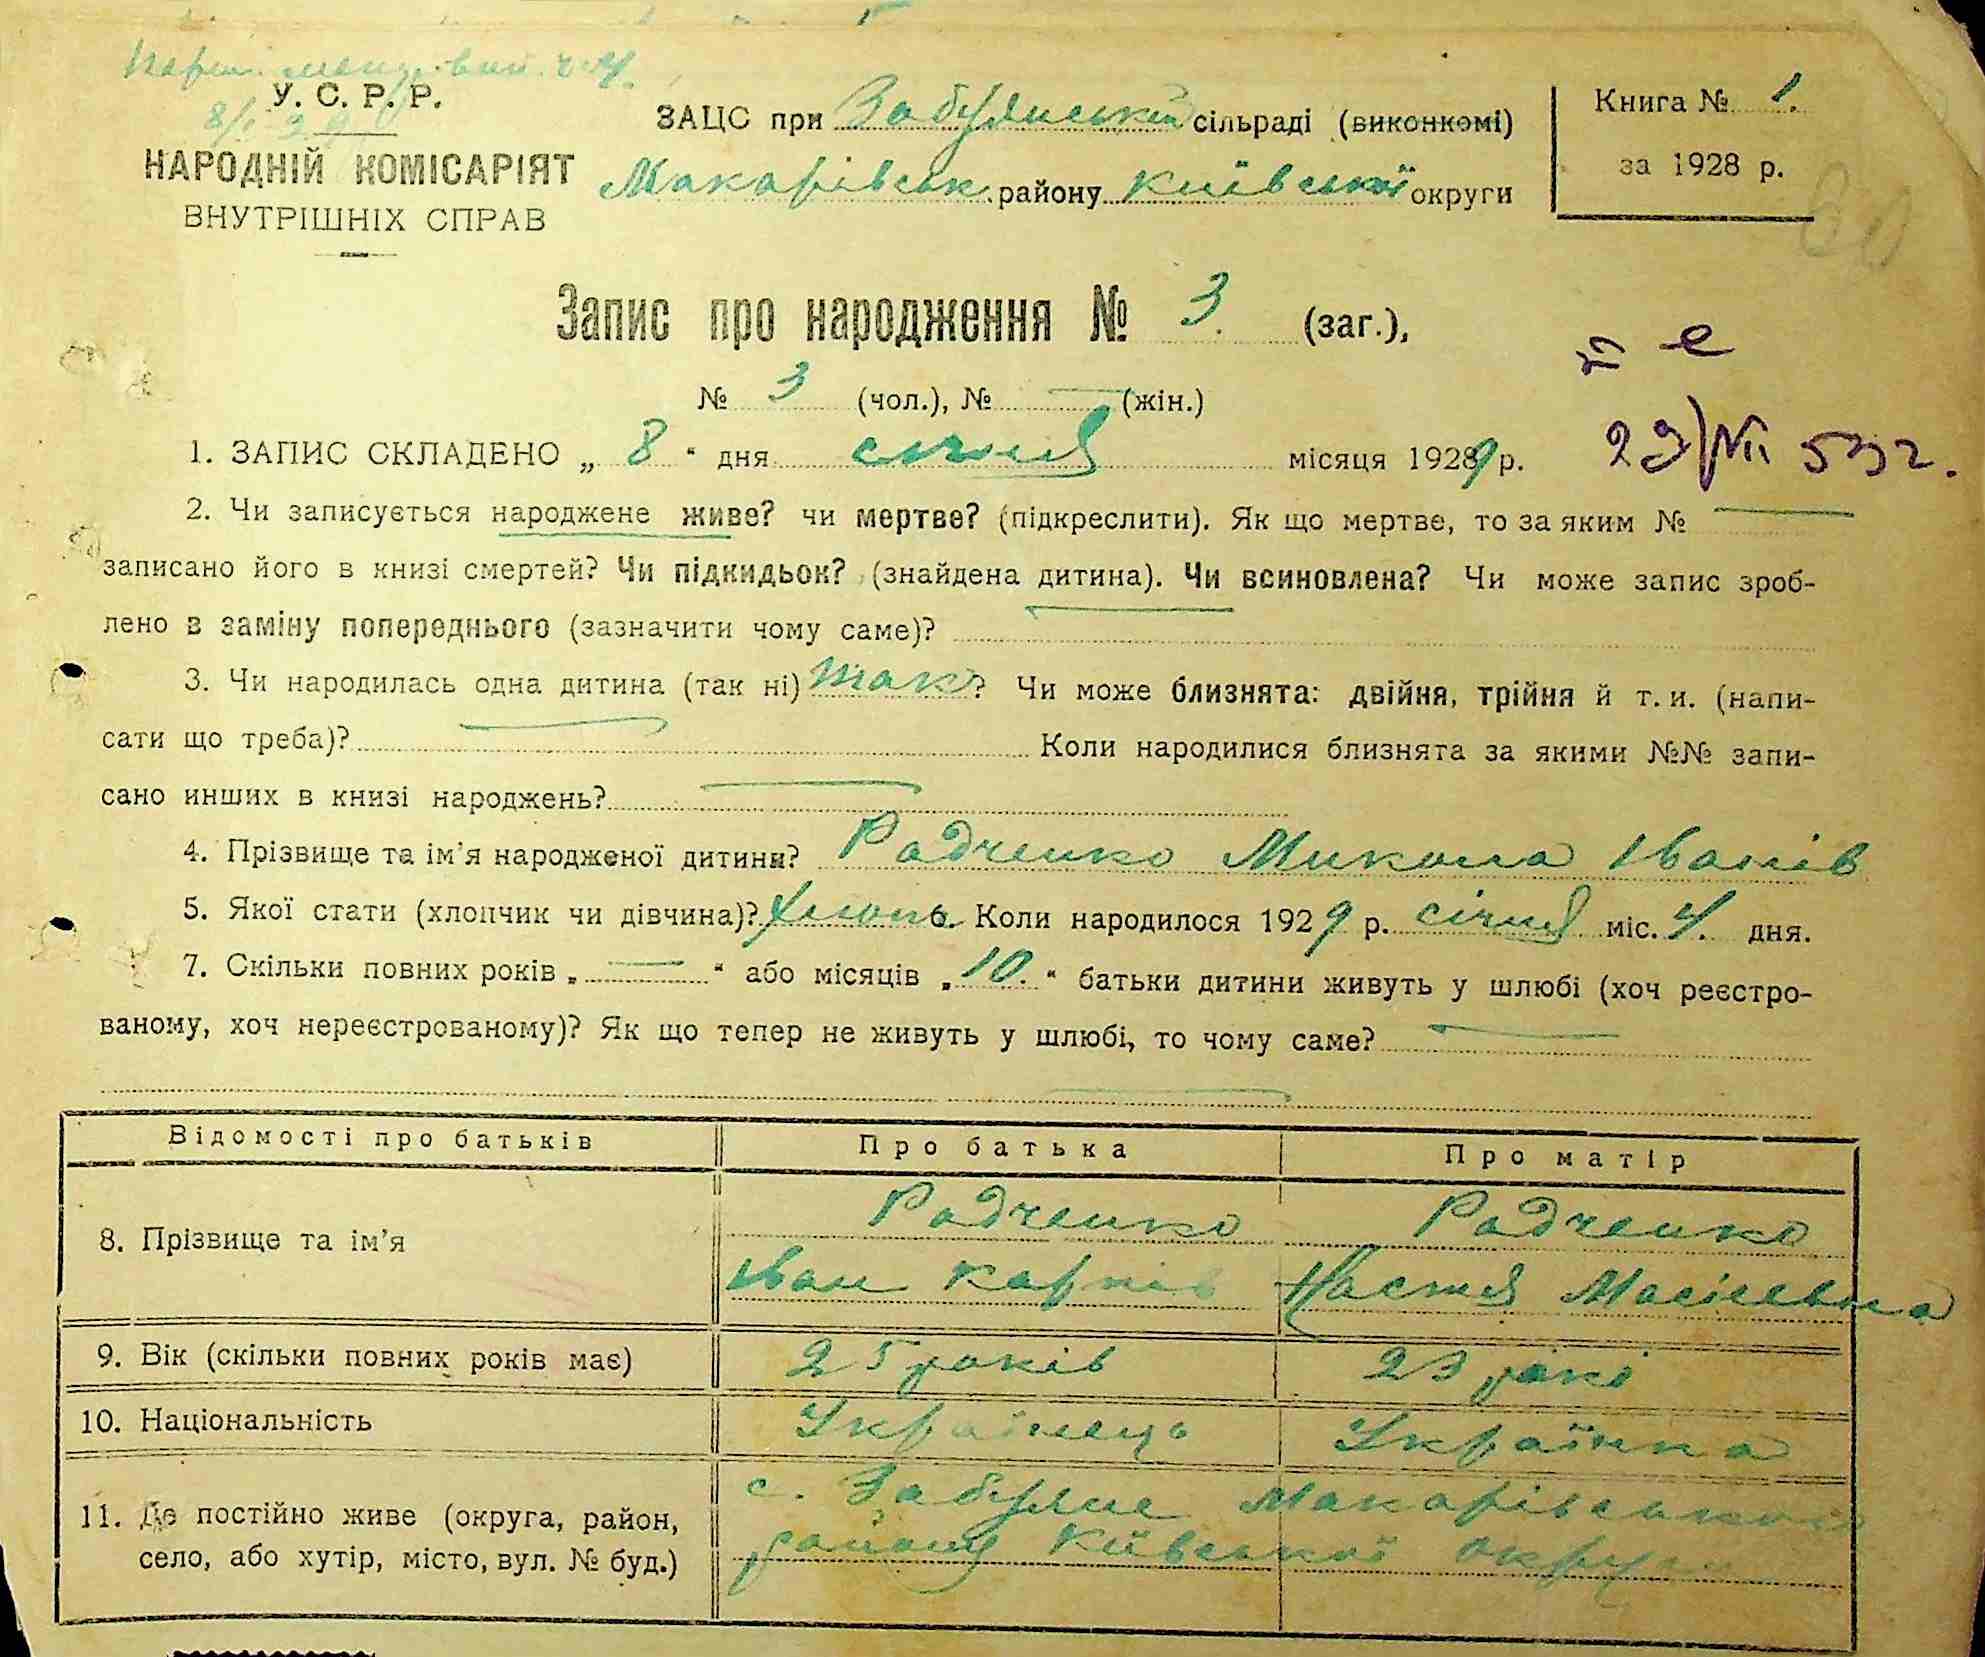 У. С. Р. Р.
НАРОДНІЙ КОМІСАРІЯТ
ВНУТРІШНІХ СПРАВ
ЗАЦС при Забуянській сільраді (виконкомі)
Макарівськ. району Київської округи
Книга № 1.
за 1928 р.
Запис про народження № 3. (заг.),
№ 3 (чол.), № — (жін.)
1. ЗАПИС СКЛАДЕНО „ 8 “ дня січня місяця 1929 р.
2. Чи записується народжене живе? чи мертве? (підкреслити). Як що мертве, то за яким № —
записано його в книзі смертей? Чи підкидьок? (знайдена дитина). Чи всиновлена? Чи може запис зроб-
лено в заміну попереднього (зазначити чому саме)? —
3. Чи народилась одна дитина (так ні) так? Чи може близнята: двійня, трійня й т. и. (напи-
сати що треба)? — Коли народилися близнята за якими №№ запи-
сано инших в книзі народжень? —
4. Прізвище та ім’я народженої дитини? Радченко Микола Іванів
5. Якої стати (хлопчик чи дівчина)? Хлопч. Коли народилося 1929 р. січня міс. 4. дня.
7. Скільки повних років „ — “ або місяців „ 10. “ батьки дитини живуть у шлюбі (хоч реєстро-
ваному, хоч нереєстрованому)? Як що тепер не живуть у шлюбі, то чому саме? —
Відомості про батьків Про батька Про матір
8. Прізвище та ім’я
Радченко Іван Карпів
Радченко Настя Масієвна
9. Вік (скільки повних років має) 25 років 23 рокі
10. Національність Українець Українка
11. Де постійно живе (округа, район,
село, або хутір, місто, вул. № буд.)
с. Забуяне Макарівського
району Київської округи